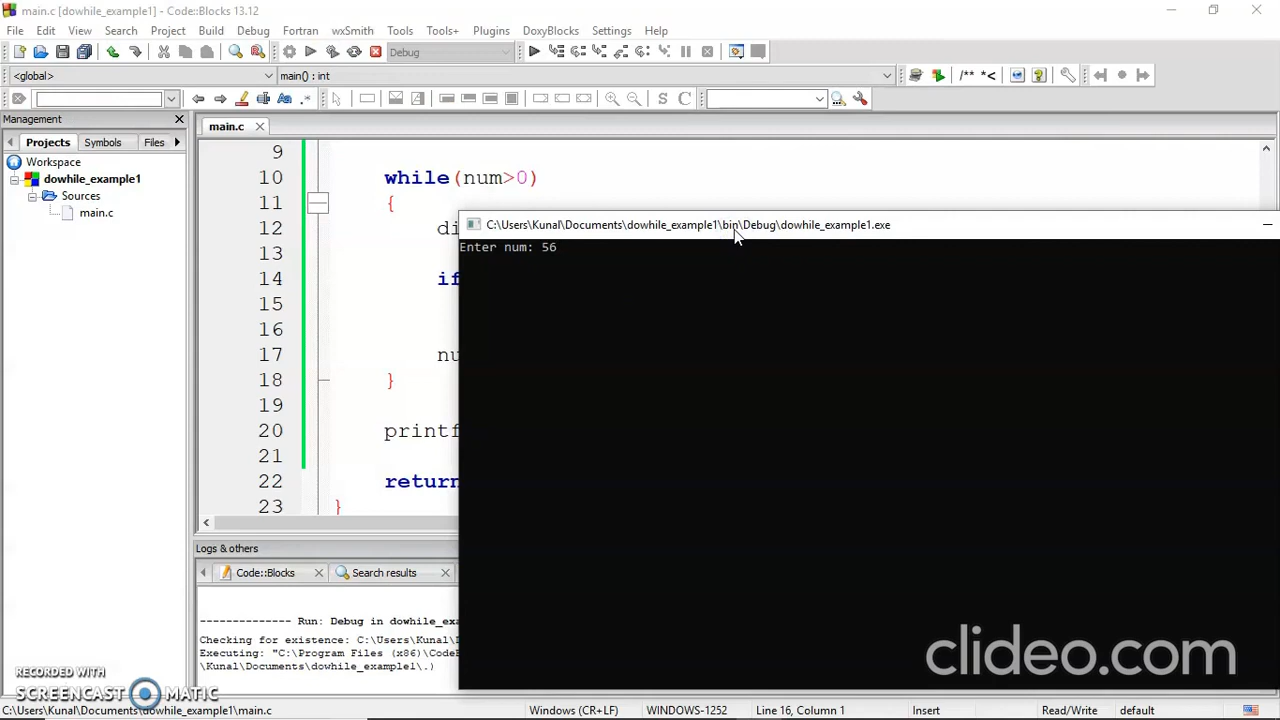 main.c [dowhile_example1] - Code::Blocks 13.12
File Edit View Search Project Build Debug Fortran wxSmith Tools Tools+ Plugins DoxyBlocks Settings Help
Debug
<global>
main() : int
/** *<
S C
Management
Projects Symbols Files
Workspace
dowhile_example1
Sources
main.c
main.c
9
10 while(num>0)
11 {
12 di
13
14 if
15
16
17 nu
18 }
19
20 printf
21
22 return
23 }
C:\Users\Kunal\Documents\dowhile_example1\bin\Debug\dowhile_example1.exe
Enter num: 56
Logs & others
Code::Blocks Search results
-------------- Run: Debug in dowhile_exa
Checking for existence: C:\Users\Kunal\D
Executing: "C:\Program Files (x86)\CodeB
\Kunal\Documents\dowhile_example1\.)
clideo.com
RECORDED WITH
SCREENCAST MATIC
C:\Users\Kunal\Documents\dowhile_example1\main.c Windows (CR+LF) WINDOWS-1252 Line 16, Column 1 Insert Read/Write default